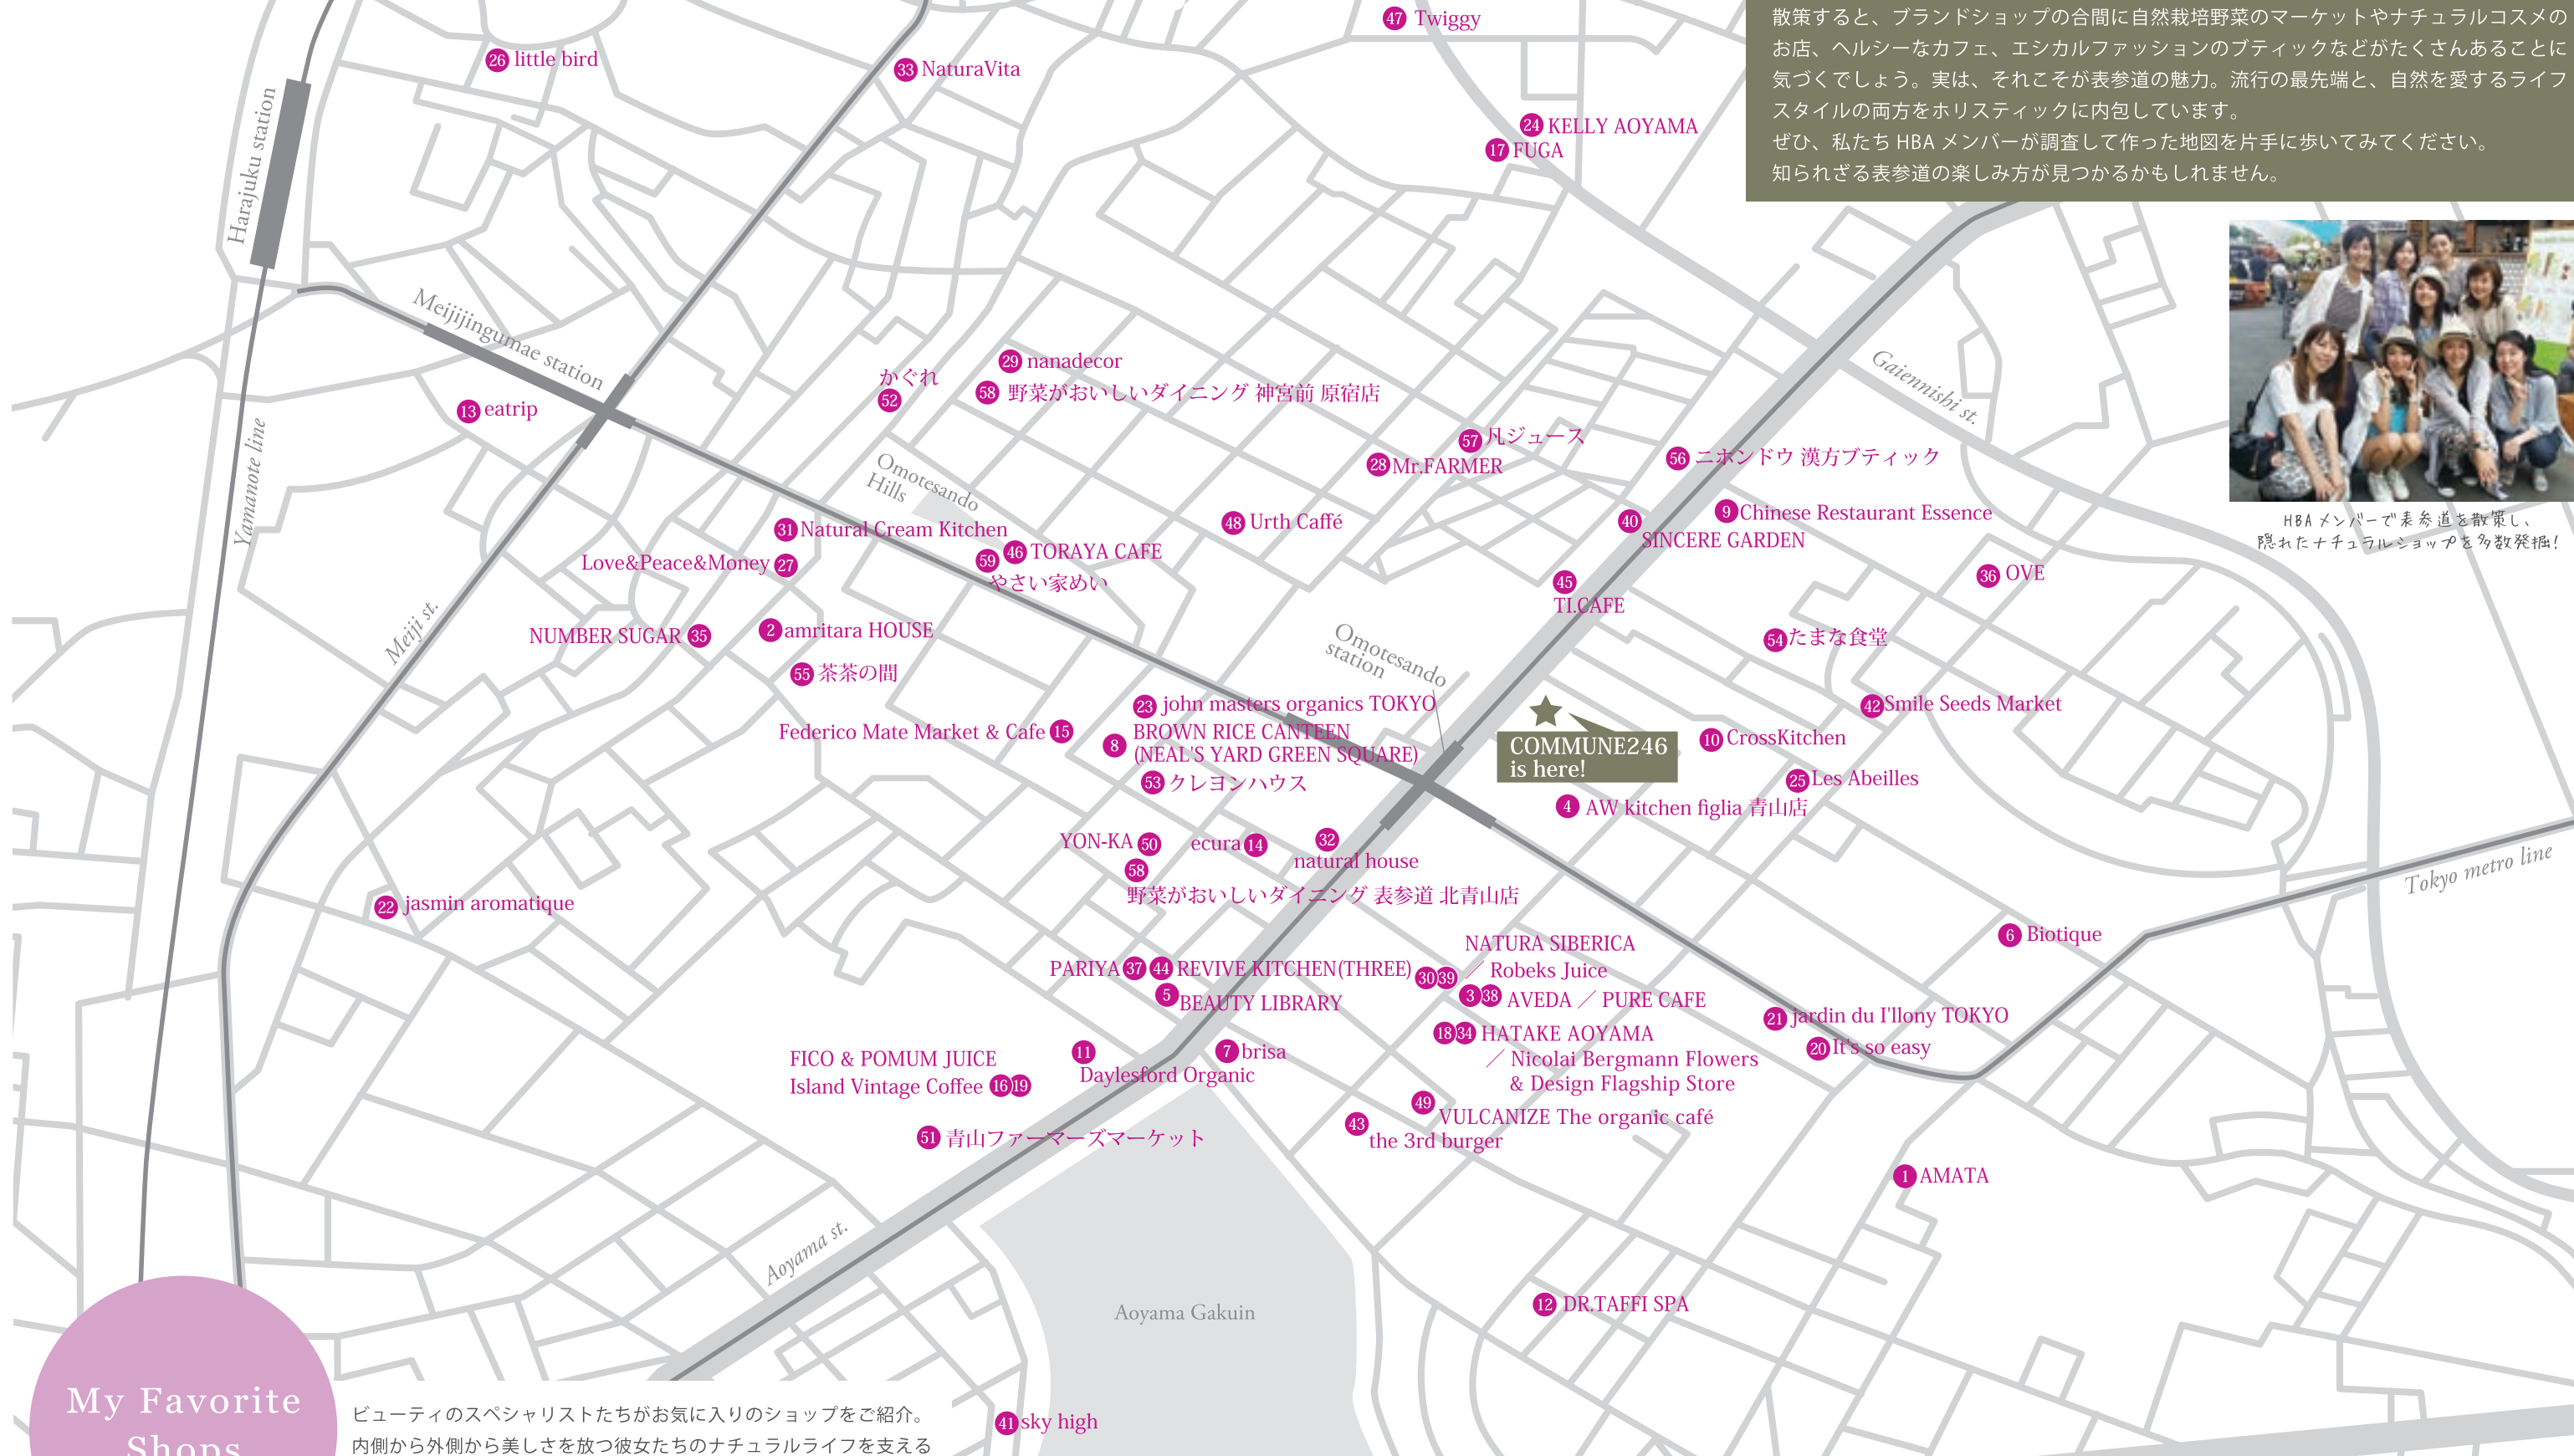 散策すると、ブランドショップの合間に自然栽培野菜のマーケットやナチュラルコスメの
お店、ヘルシーなカフェ、エシカルファッションのブティックなどがたくさんあることに
気づくでしょう。実は、それこそが表参道の魅力。流行の最先端と、自然を愛するライフ
スタイルの両方をホリスティックに内包しています。
ぜひ、私たち HBA メンバーが調査して作った地図を片手に歩いてみてください。
知られざる表参道の楽しみ方が見つかるかもしれません。
HBA メンバーで表参道を散策し、
隠れたナチュラルショップを多数発掘!
47 Twiggy
26 little bird
33 NaturaVita
24 KELLY AOYAMA
17 FUGA
Harajuku station
Meijijingumae station
Gaiennishi st.
29 nanadecor
かぐれ
52
58 野菜がおいしいダイニング 神宮前 原宿店
13 eatrip
57 凡ジュース
28 Mr.FARMER
56 ニホンドウ 漢方ブティック
Yamanote line
Omotesando
Hills
9 Chinese Restaurant Essence
40
SINCERE GARDEN
48 Urth Caffé
31 Natural Cream Kitchen
46 TORAYA CAFE
59
やさい家めい
Love&Peace&Money 27
45
TI.CAFE
36 OVE
Meiji st.
NUMBER SUGAR 35
2 amritara HOUSE
54 たまな食堂
Omotesando
station
55 茶茶の間
23 john masters organics TOKYO
42 Smile Seeds Market
Federico Mate Market & Cafe 15
8 BROWN RICE CANTEEN
(NEAL'S YARD GREEN SQUARE)
COMMUNE246
is here!
10 CrossKitchen
53 クレヨンハウス
25 Les Abeilles
4 AW kitchen figlia 青山店
YON-KA 50
ecura 14
32
natural house
58
野菜がおいしいダイニング 表参道 北青山店
Tokyo metro line
22 jasmin aromatique
6 Biotique
PARIYA 37
44 REVIVE KITCHEN(THREE)
30 39 NATURA SIBERICA
／ Robeks Juice
5 BEAUTY LIBRARY
3 38 AVEDA ／ PURE CAFE
21 jardin du I'llony TOKYO
18 34 HATAKE AOYAMA
／ Nicolai Bergmann Flowers
& Design Flagship Store
20 It's so easy
FICO & POMUM JUICE
Island Vintage Coffee 16 19
11
Daylesford Organic
7 brisa
49 VULCANIZE The organic café
43
the 3rd burger
51 青山ファーマーズマーケット
1 AMATA
Aoyama st.
Aoyama Gakuin
12 DR.TAFFI SPA
41 sky high
My Favorite
Shops
ビューティのスペシャリストたちがお気に入りのショップをご紹介。
内側から外側から美しさを放つ彼女たちのナチュラルライフを支える